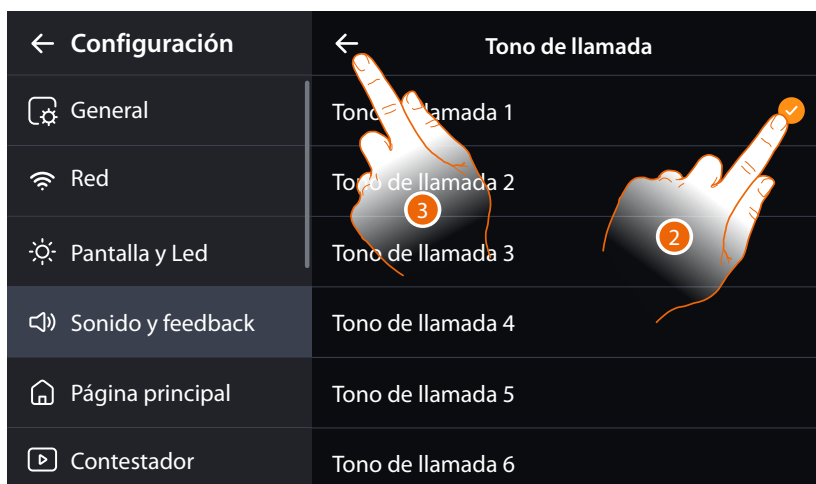 Configuración
General
Red
Pantalla y Led
Sonido y feedback
Página principal
Contestador
Tono de llamada
Tono llamada 1
Tono de llamada 2
Tono de llamada 3
Tono de llamada 4
Tono de llamada 5
Tono de llamada 6
3
2